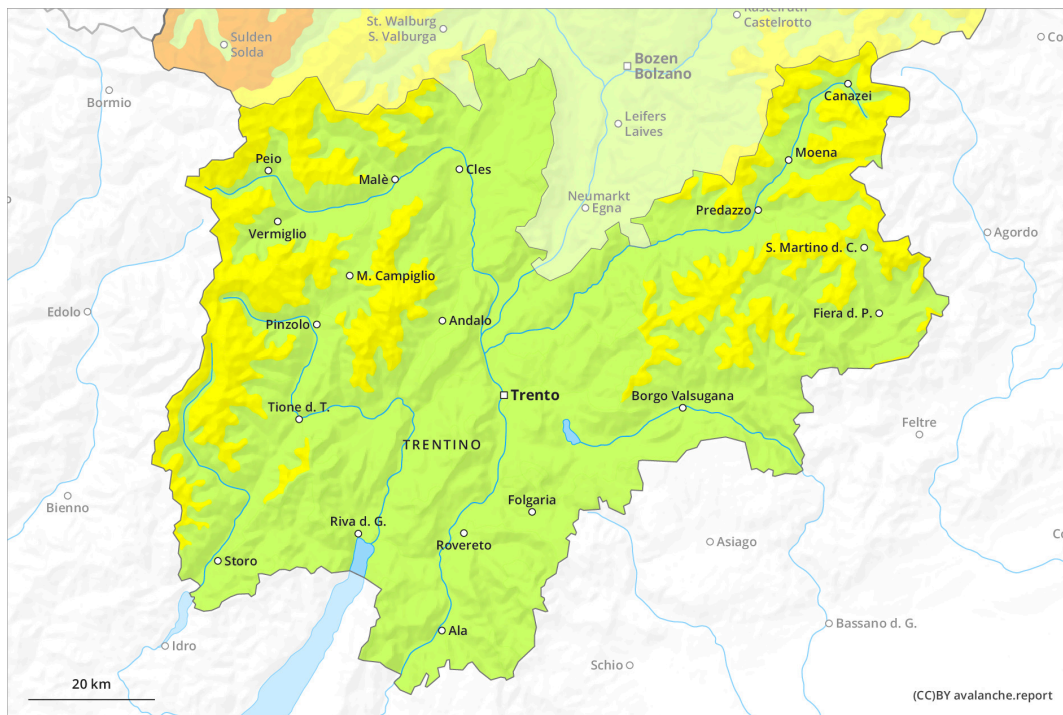 Kastelruth
Castelrotto
St. Walburg
S. Valburga
Sulden
Solda
Bozen
Bolzano
Bormio
Canazei
Leifers
Laives
Moena
Peio
Malè
Cles
Neumarkt
Egna
Predazzo
Vermiglio
Agordo
S. Martino d. C.
M. Campiglio
Edolo
Pinzolo
Andalo
Fiera d. P.
Trento
Borgo Valsugana
Tione d. T.
Feltre
TRENTINO
Bienno
Folgaria
Riva d. G.
Rovereto
Asiago
Storo
Bassano d. G.
Ala
Idro
Schio
20 km
(CC)BY avalanche.report